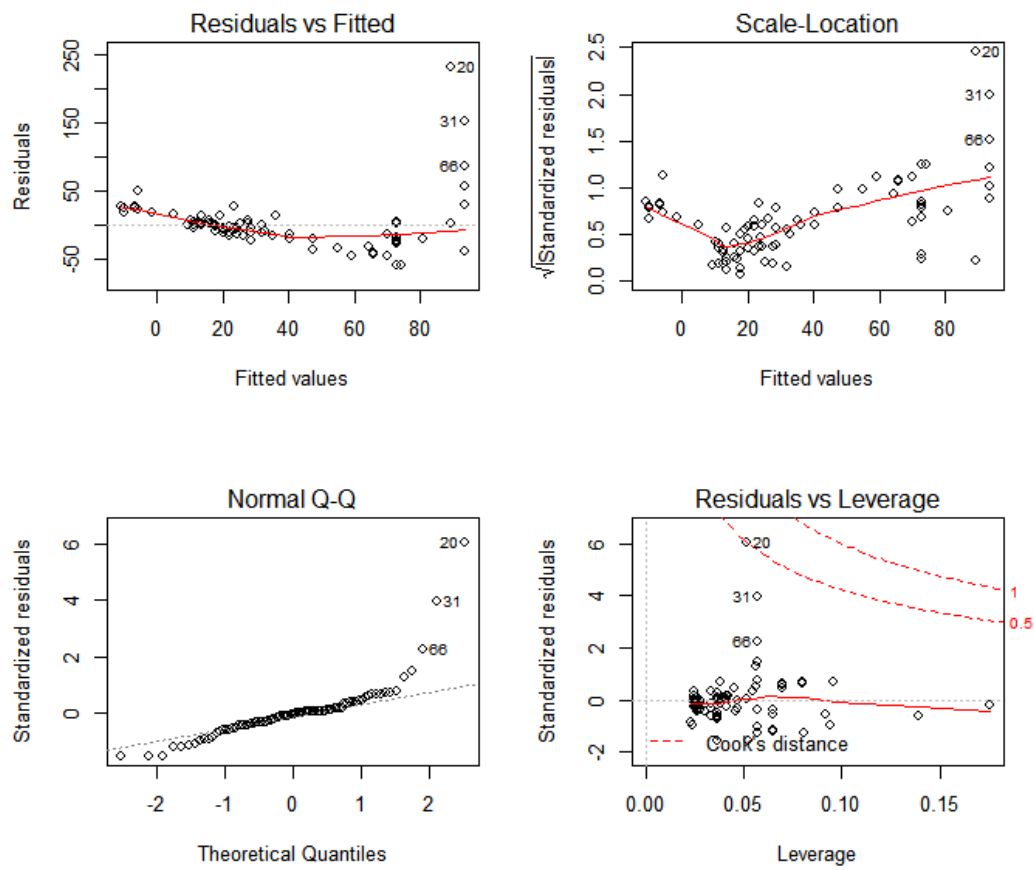 Residuals vs Fitted
Residuals
250
150
50
-50
20
31
66
0 20 40 60 80
Fitted values
Scale-Location
√|Standardized residuals|
2.5
2.0
1.5
1.0
0.5
0.0
20
31
66
0 20 40 60 80
Fitted values
Normal Q-Q
Standardized residuals
6
4
2
0
20
31
66
-2 -1 0 1 2
Theoretical Quantiles
Residuals vs Leverage
Standardized residuals
6
4
2
0
-2
20
31
66
1
0.5
Cook's distance
0.00 0.05 0.10 0.15
Leverage